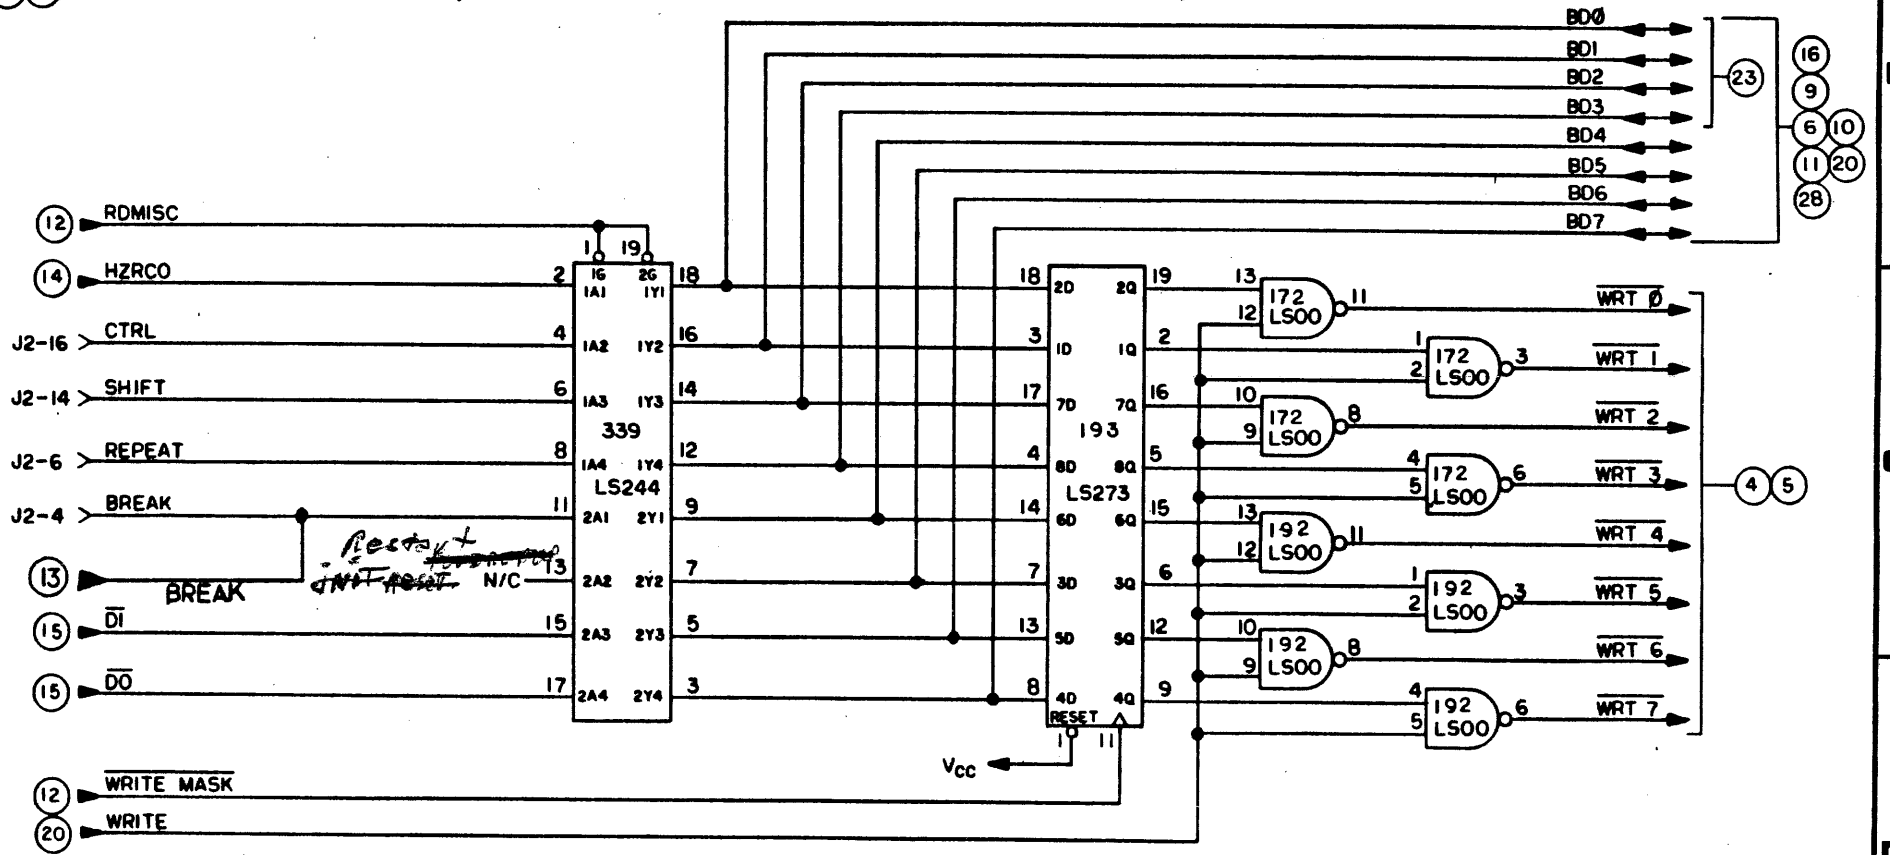 BDØ
BD1
BD2
BD3
BD4
BD5
BD6
BD7
23
16
9
6 10
11 20
28
12 RDMISC
14 HZRCO
J2-16 CTRL
J2-14 SHIFT
J2-6 REPEAT
J2-4 BREAK
13 BREAK
N/C
15 D1
15 DO
12 WRITE MASK
20 WRITE
1 19
1G 2G
2 1A1 1Y1 18
4 1A2 1Y2 16
6 1A3 1Y3 14
339
8 1A4 1Y4 12
LS244
11 2A1 2Y1 9
13 2A2 2Y2 7
15 2A3 2Y3 5
17 2A4 2Y4 3
18 2D 2Q 19
3 1D 1Q 2
17 7D 7Q 16
193
4 8D 8Q 5
LS273
14 6D 6Q 15
7 3D 3Q 6
13 5D 5Q 12
8 4D 4Q 9
RESET
1 11
VCC
13 12 172 LS00 11 WRT Ø
1 2 172 LS00 3 WRT 1
10 9 172 LS00 8 WRT 2
4 5 172 LS00 6 WRT 3
13 12 192 LS00 11 WRT 4
1 2 192 LS00 3 WRT 5
10 9 192 LS00 8 WRT 6
4 5 192 LS00 6 WRT 7
4 5